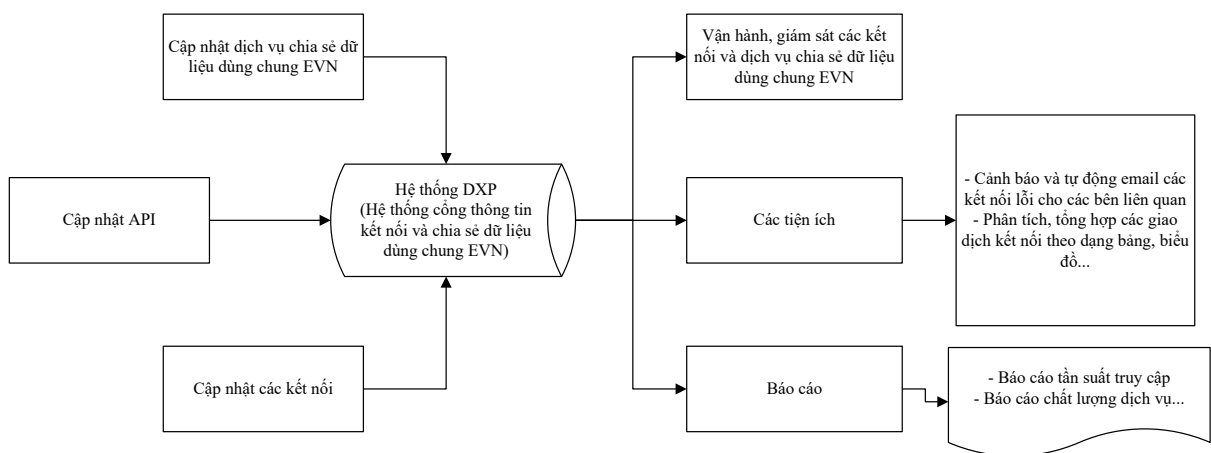 Cập nhật dịch vụ chia sẻ dữ
liệu dùng chung EVN
Vận hành, giám sát các kết
nối và dịch vụ chia sẻ dữ liệu
dùng chung EVN
Cập nhật API
Hệ thống DXP
(Hệ thống cổng thông tin
kết nối và chia sẻ dữ liệu
dùng chung EVN)
Các tiện ích
- Cảnh báo và tự động email các
kết nối lỗi cho các bên liên quan
- Phân tích, tổng hợp các giao
dịch kết nối theo dạng bảng, biểu
đồ...
Cập nhật các kết nối
Báo cáo
- Báo cáo tần suất truy cập
- Báo cáo chất lượng dịch vụ...